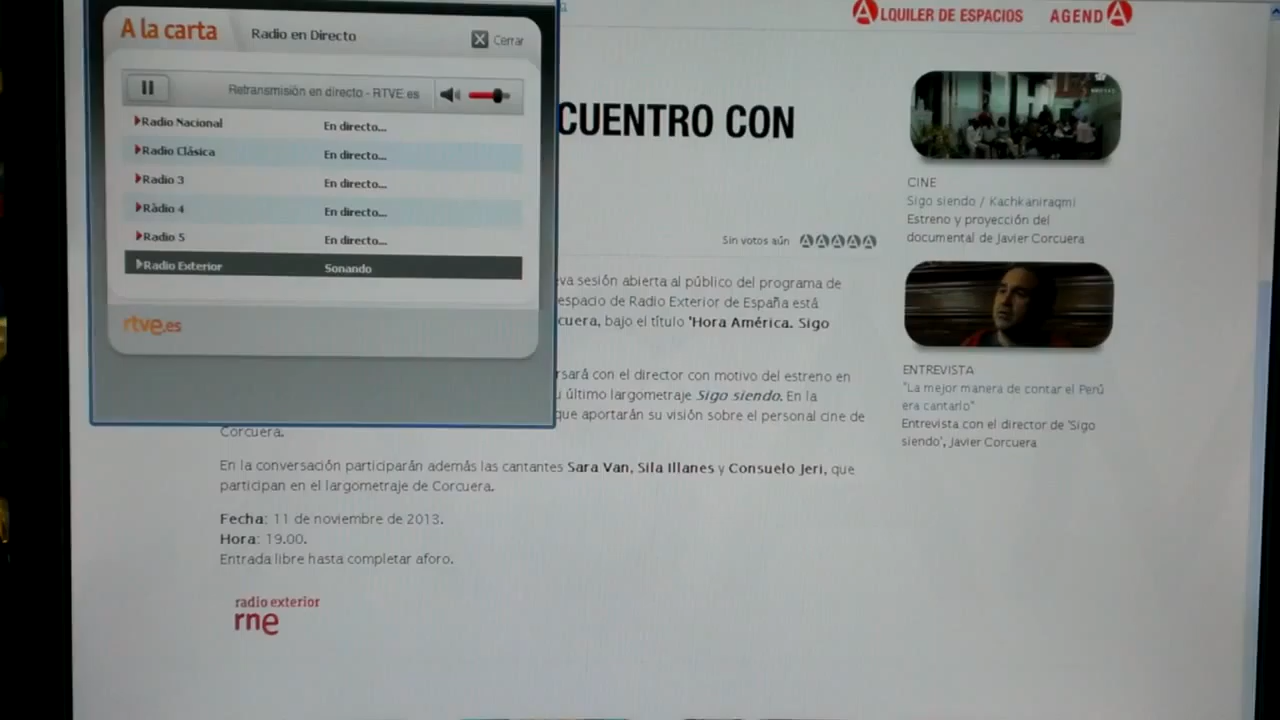 A la carta
Radio en Directo
Cerrar
Retransmisión en directo - RTVE.es
Radio Nacional En directo...
Radio Clásica En directo...
Radio 3 En directo...
Radio 4 En directo...
Radio 5 En directo...
Radio Exterior Sonando
rtve.es
ALQUILER DE ESPACIOS
AGENDA
CUENTRO CON
Sin votos aún
va sesión abierta al público del programa de
espacio de Radio Exterior de España está
cuera, bajo el título 'Hora América. Sigo
rsará con el director con motivo del estreno en
último largometraje Sigo siendo. En la
que aportarán su visión sobre el personal cine de
Corcuera.
En la conversación participarán además las cantantes Sara Van, Sila Illanes y Consuelo Jeri, que
participan en el largometraje de Corcuera.
Fecha: 11 de noviembre de 2013.
Hora: 19.00.
Entrada libre hasta completar aforo.
radio exterior
rne
CINE
Sigo siendo / Kachkaniraqmi
Estreno y proyección del
documental de Javier Corcuera
ENTREVISTA
"La mejor manera de contar el Perú
era cantarlo"
Entrevista con el director de 'Sigo
siendo', Javier Corcuera